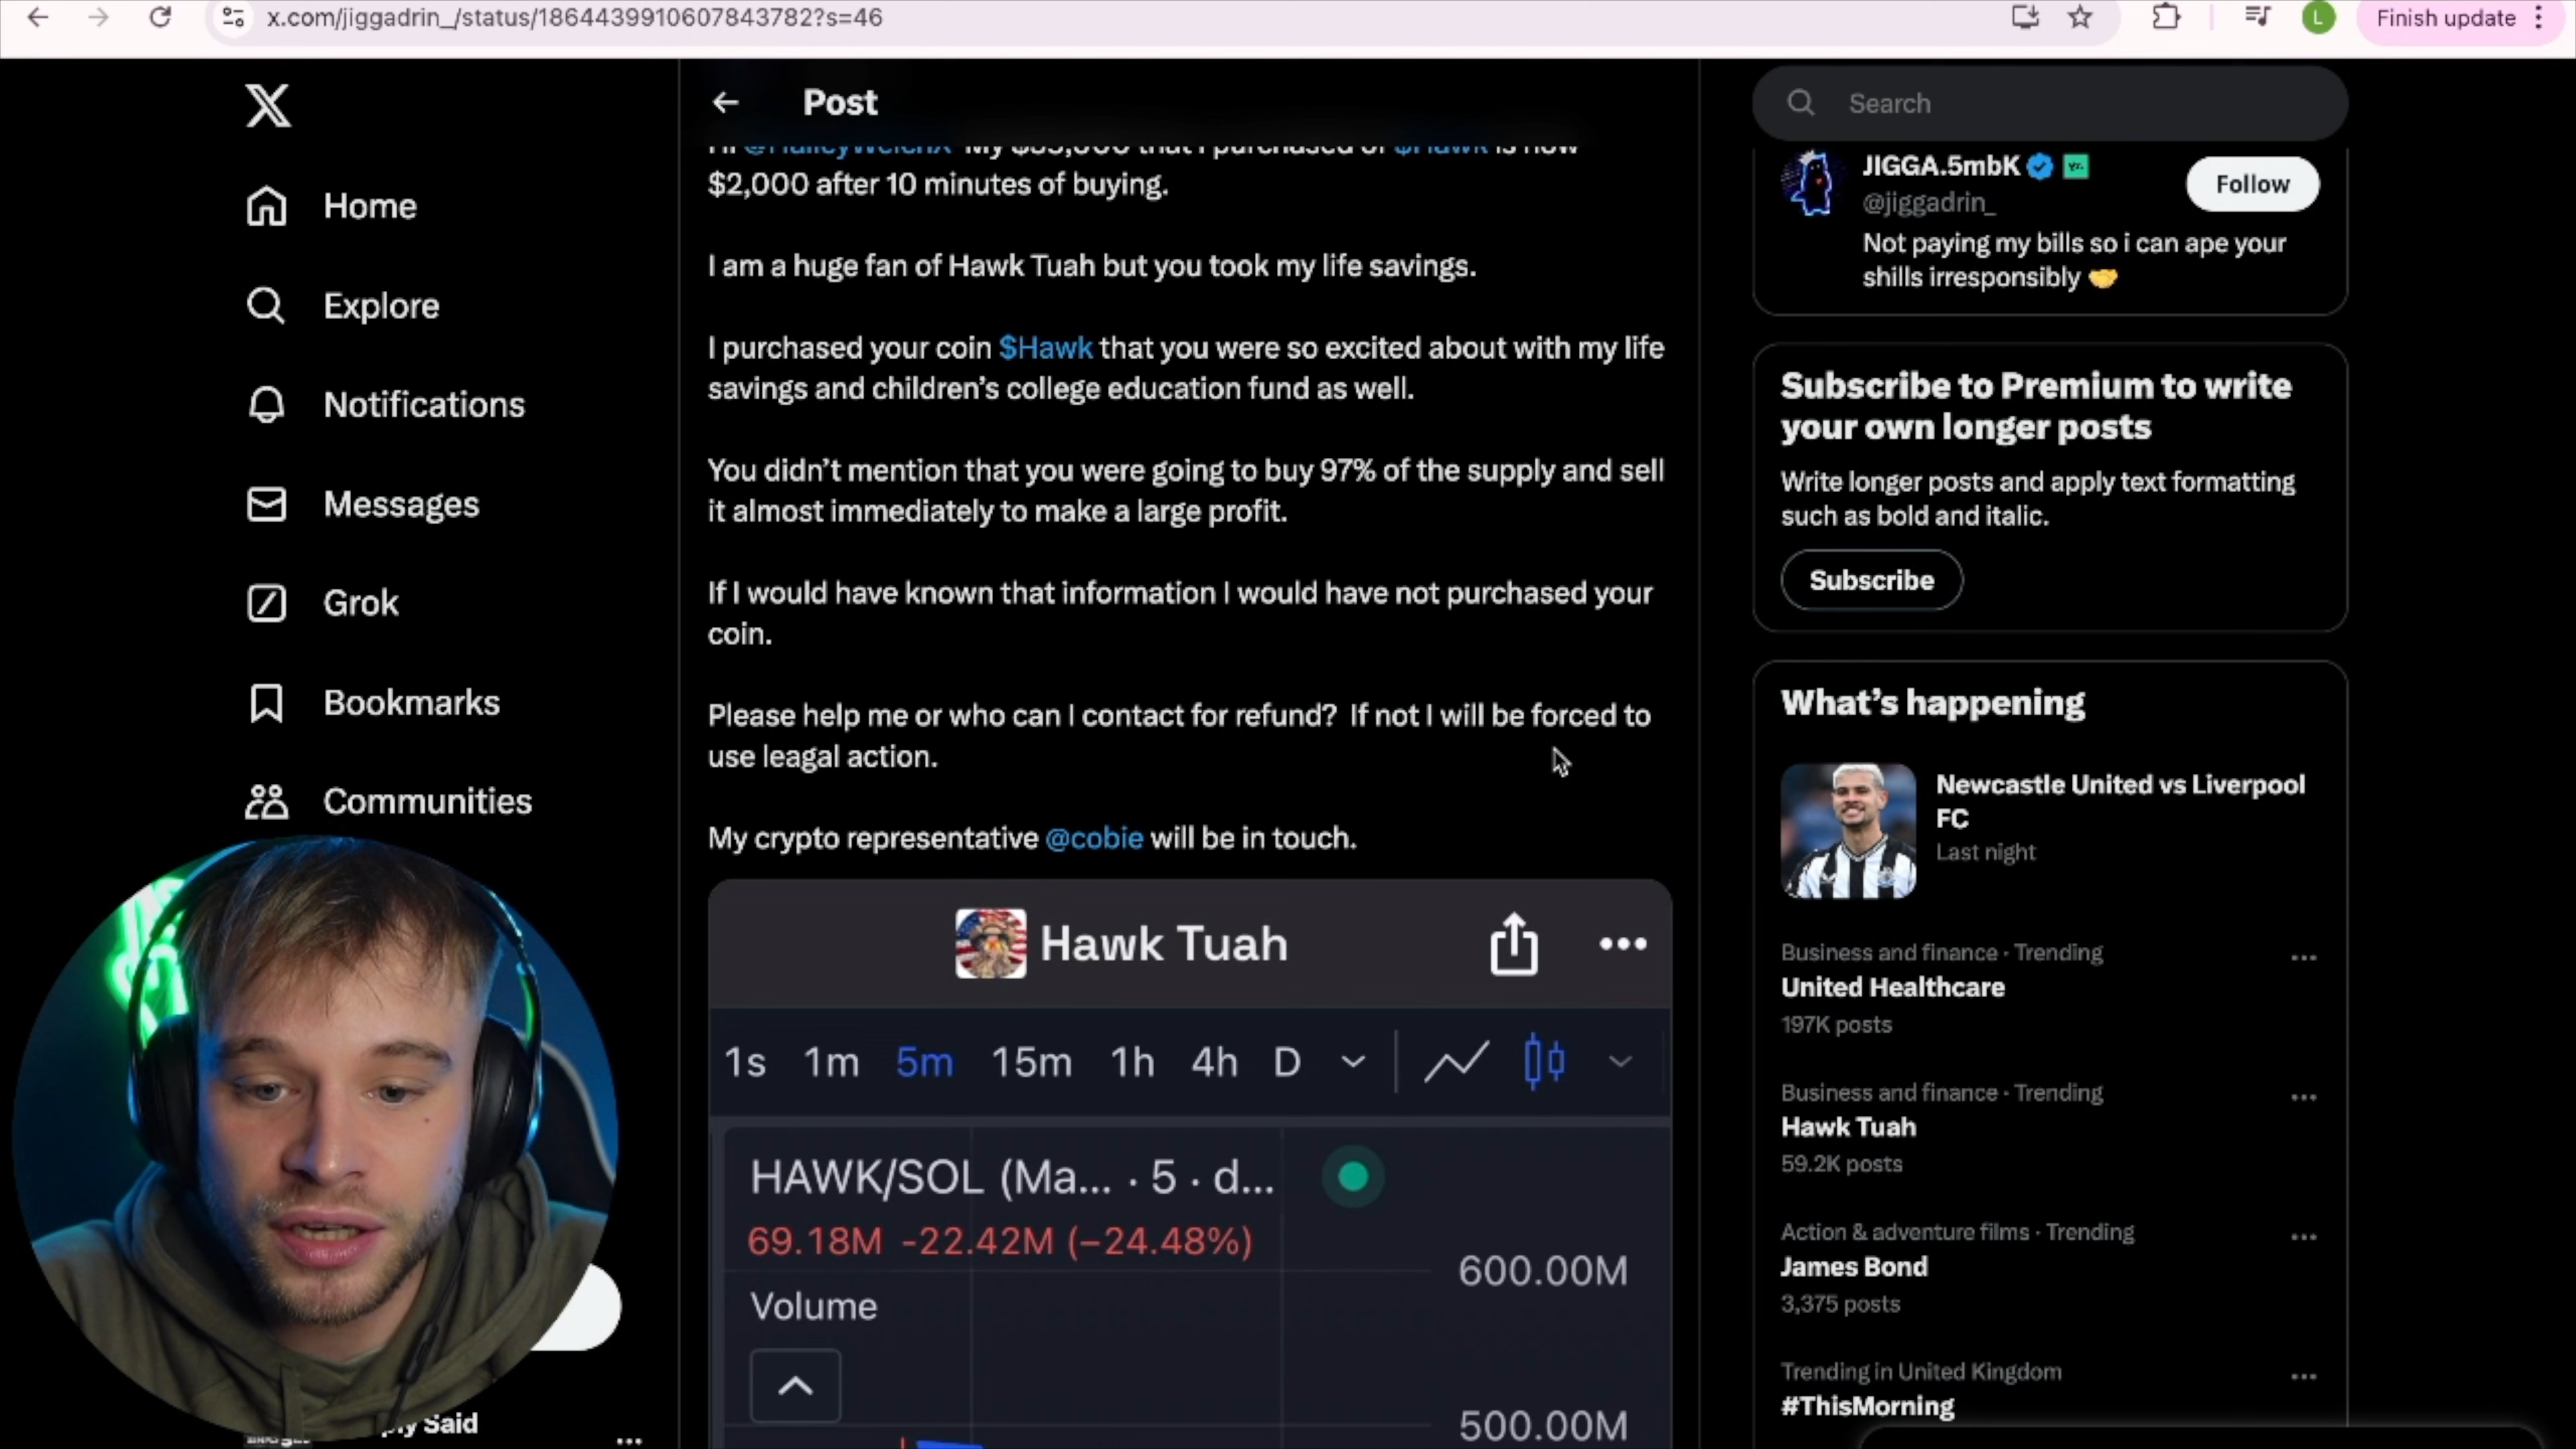 x.com/jiggadrin_/status/1864439910607843782?s=46
L
Finish update
X
Home
Explore
Notifications
Messages
Grok
Bookmarks
Communities
Said
Post
$2,000 after 10 minutes of buying.
I am a huge fan of Hawk Tuah but you took my life savings.
I purchased your coin $Hawk that you were so excited about with my life
savings and children’s college education fund as well.
You didn’t mention that you were going to buy 97% of the supply and sell
it almost immediately to make a large profit.
If I would have known that information I would have not purchased your
coin.
Please help me or who can I contact for refund? If not I will be forced to
use leagal action.
My crypto representative @cobie will be in touch.
Hawk Tuah
1s 1m 5m 15m 1h 4h D
HAWK/SOL (Ma... · 5 · d...
69.18M -22.42M (−24.48%)
600.00M
Volume
500.00M
Search
JIGGA.5mbK
@jiggadrin_
Follow
Not paying my bills so i can ape your
shills irresponsibly
Subscribe to Premium to write
your own longer posts
Write longer posts and apply text formatting
such as bold and italic.
Subscribe
What’s happening
Newcastle United vs Liverpool
FC
Last night
Business and finance · Trending
United Healthcare
197K posts
Business and finance · Trending
Hawk Tuah
59.2K posts
Action & adventure films · Trending
James Bond
3,375 posts
Trending in United Kingdom
#ThisMorning